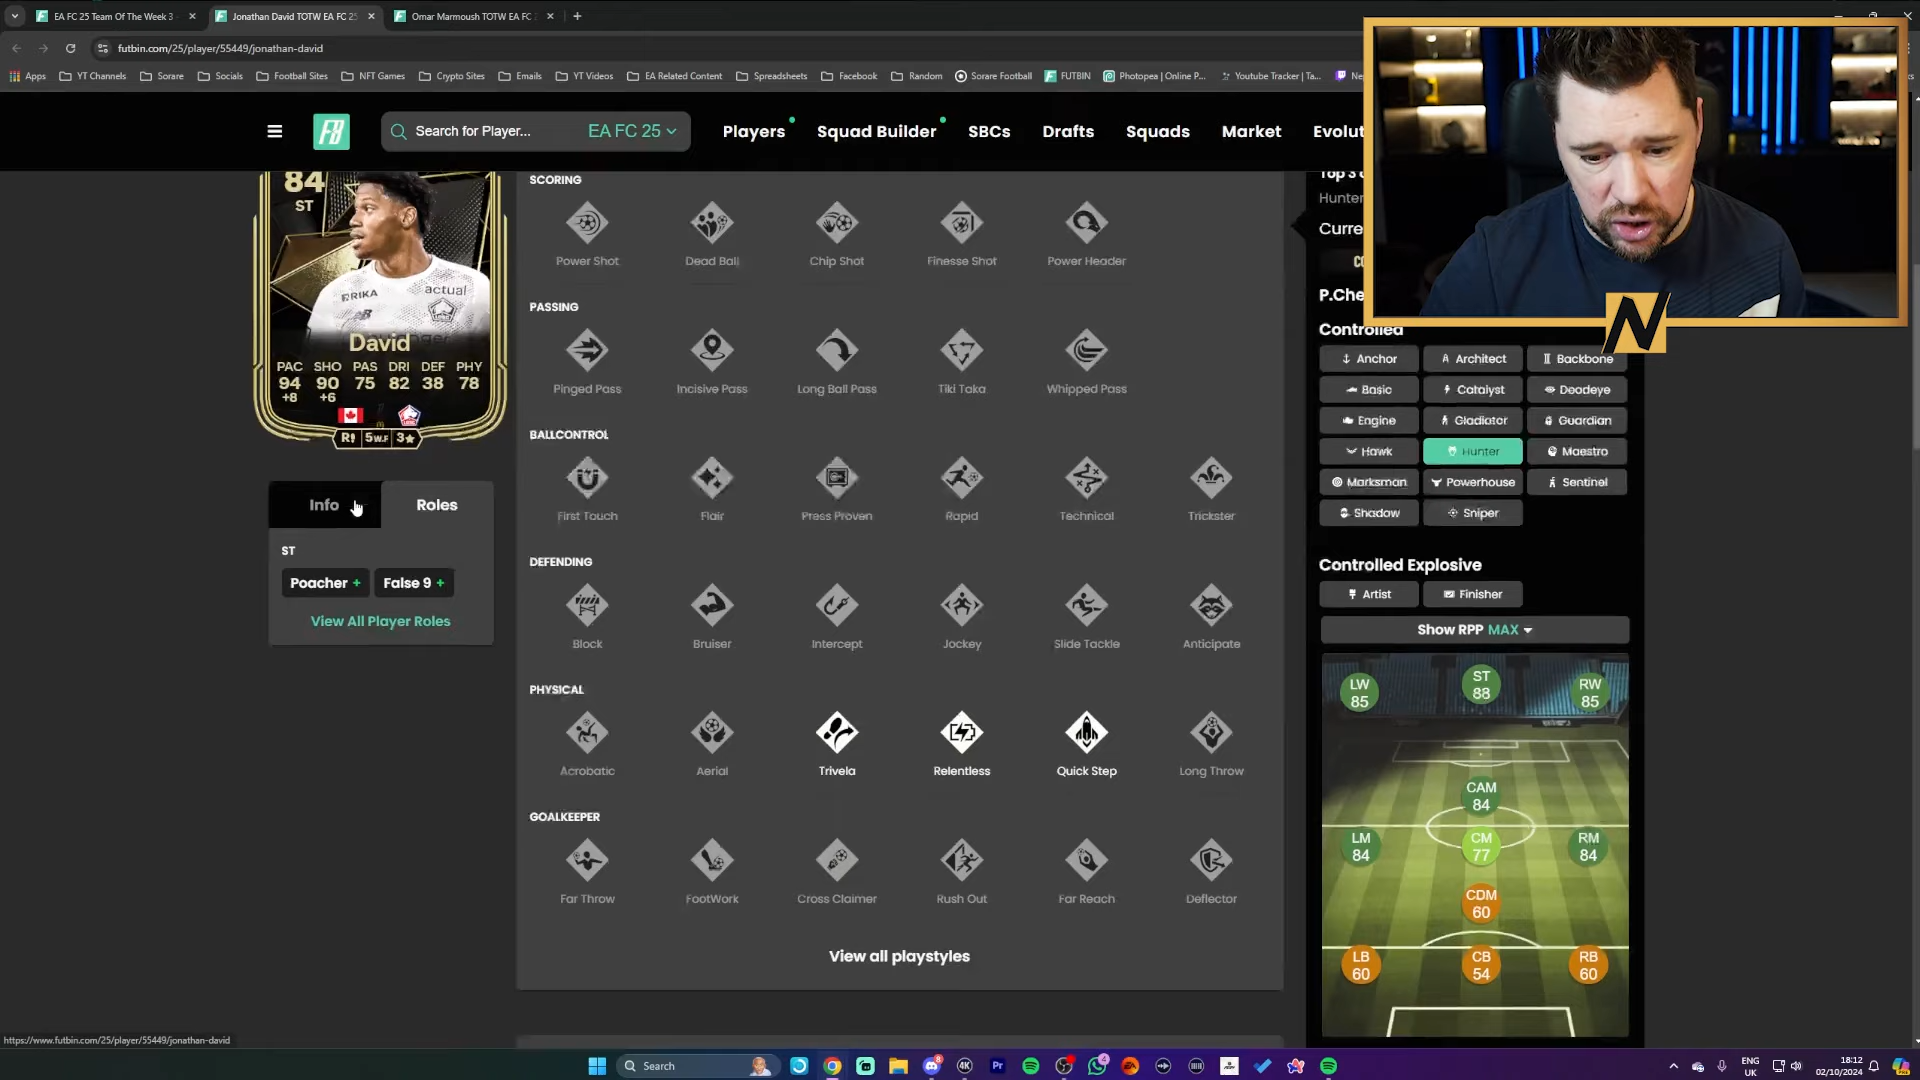 EA FC 25 Team Of The Week 3
Jonathan David TOTW EA FC 25
Omar Marmoush TOTW EA FC
futbin.com/25/player/55449/jonathan-david
Apps
YT Channels
Sorare
Socials
Football Sites
NFT Games
Crypto Sites
Emails
YT Videos
EA Related Content
Spreadsheets
Facebook
Random
Sorare Football
FUTBIN
Photopea | Online P...
Youtube Tracker | Ta...
Search for Player...
EA FC 25
Players
Squad Builder
SBCs
Drafts
Squads
Market
Evolut
84
ST
RIKA
actual
David
PAC SHO PAS DRI DEF PHY
94 90 75 82 38 78
+8 +6
R 5W.F 3★
Info
Roles
ST
Poacher +
False 9 +
View All Player Roles
SCORING
Power Shot
Dead Ball
Chip Shot
Finesse Shot
Power Header
PASSING
Pinged Pass
Incisive Pass
Long Ball Pass
Tiki Taka
Whipped Pass
BALLCONTROL
First Touch
Flair
Press Proven
Rapid
Technical
Trickster
DEFENDING
Block
Bruiser
Intercept
Jockey
Slide Tackle
Anticipate
PHYSICAL
Acrobatic
Aerial
Trivela
Relentless
Quick Step
Long Throw
GOALKEEPER
Far Throw
FootWork
Cross Claimer
Rush Out
Far Reach
Deflector
View all playstyles
Top 3
Hunter
Curre
P.Che
N
Controlled
Anchor
Architect
Backbone
Basic
Catalyst
Deadeye
Engine
Gladiator
Guardian
Hawk
Hunter
Maestro
Marksman
Powerhouse
Sentinel
Shadow
Sniper
Controlled Explosive
Artist
Finisher
Show RPP MAX
LW
85
ST
88
RW
85
CAM
84
LM
84
CM
77
RM
84
CDM
60
LB
60
CB
54
RB
60
https://www.futbin.com/25/player/55449/jonathan-david
Search
ENG
UK
18:12
02/10/2024